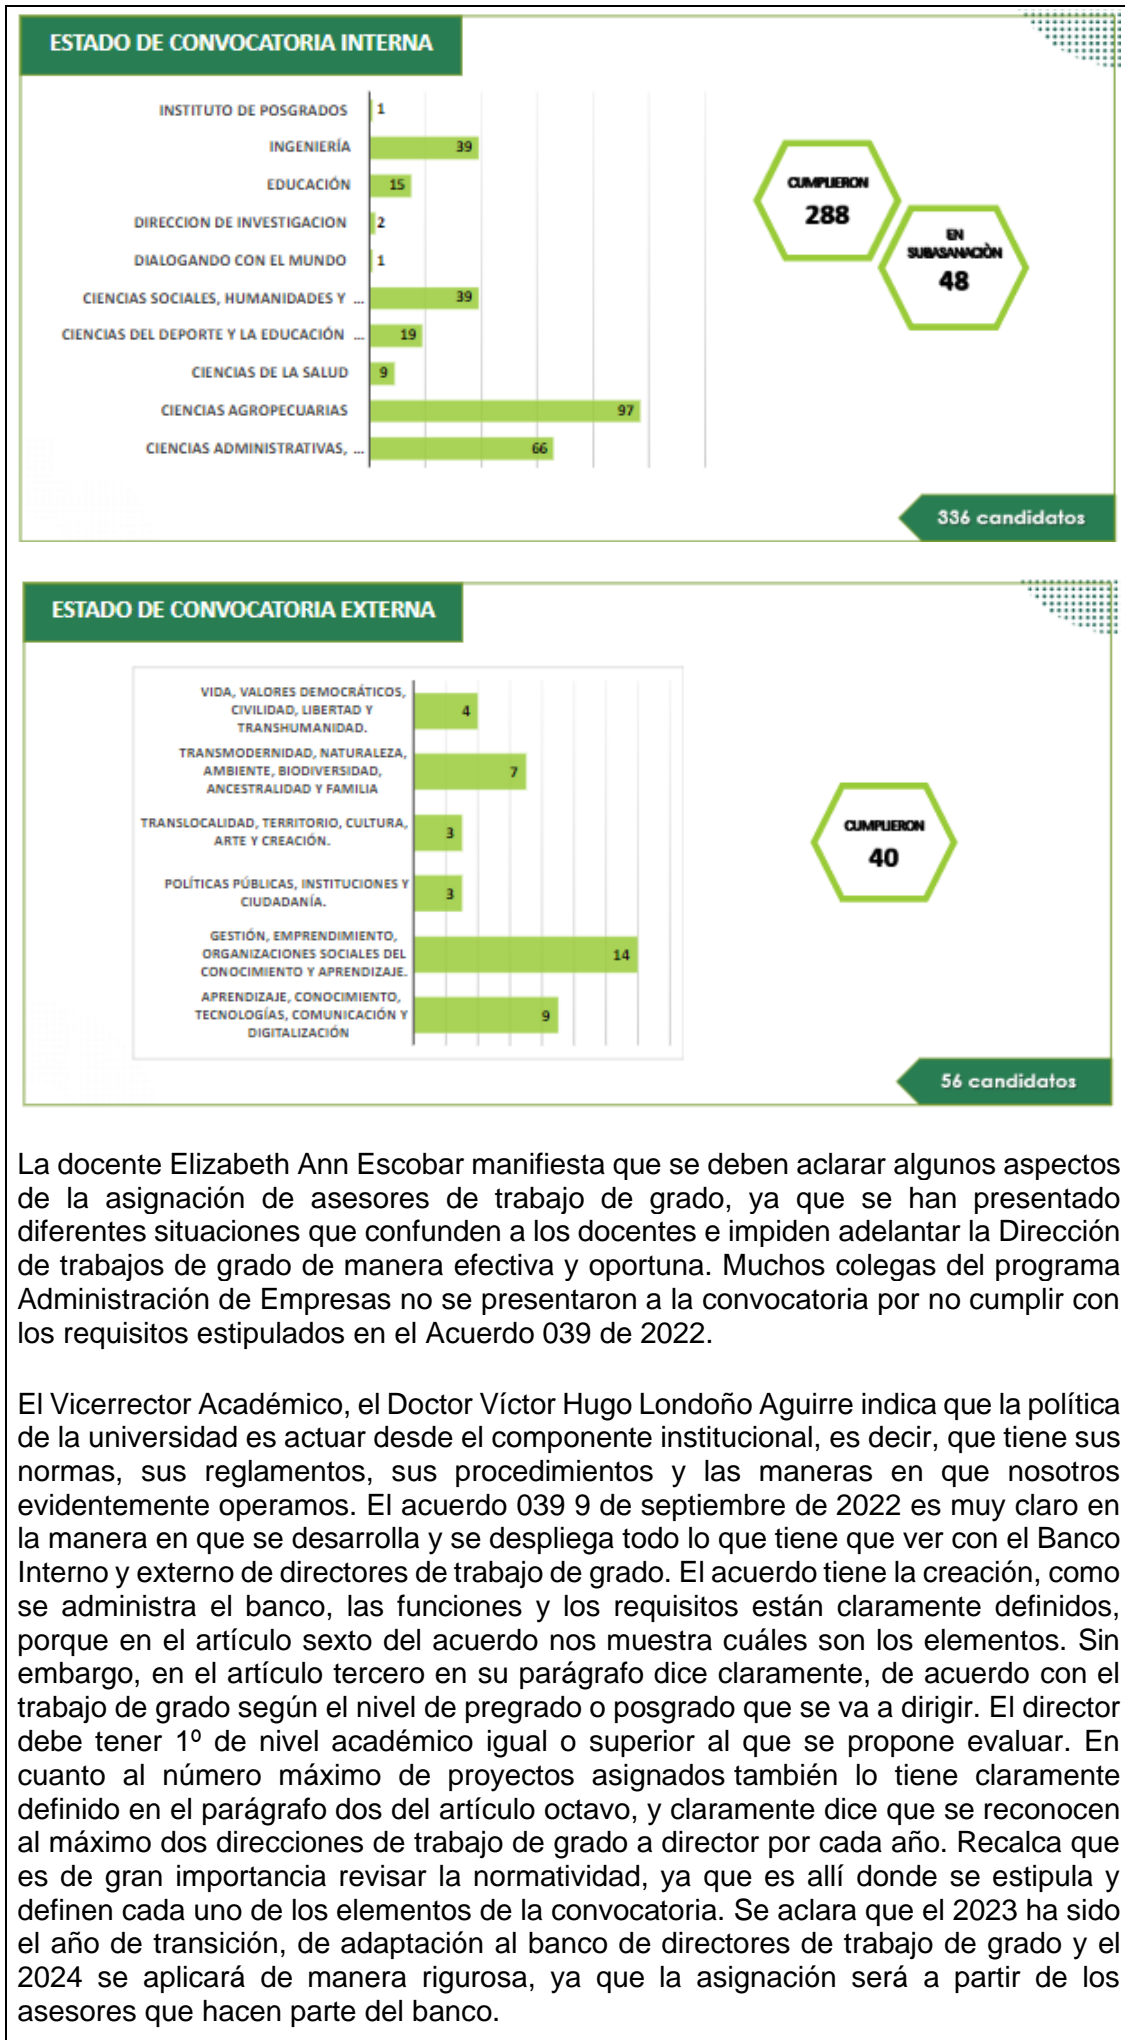 ESTADO DE CONVOCATORIA INTERNA
INSTITUTO DE POSGRADOS 1
INGENIERÍA 39
EDUCACIÓN 15
DIRECCION DE INVESTIGACION 2
DIALOGANDO CON EL MUNDO 1
CIENCIAS SOCIALES, HUMANIDADES Y ... 39
CIENCIAS DEL DEPORTE Y LA EDUCACIÓN ... 19
CIENCIAS DE LA SALUD 9
CIENCIAS AGROPECUARIAS 97
CIENCIAS ADMINISTRATIVAS, ... 66
CUMPLIERON
288
EN
SUBASANACIÒN
48
336 candidatos
ESTADO DE CONVOCATORIA EXTERNA
VIDA, VALORES DEMOCRÁTICOS,
CIVILIDAD, LIBERTAD Y
TRANSHUMANIDAD.
4
TRANSMODERNIDAD, NATURALEZA,
AMBIENTE, BIODIVERSIDAD,
ANCESTRALIDAD Y FAMILIA
7
TRANSLOCALIDAD, TERRITORIO, CULTURA,
ARTE Y CREACIÓN.
3
POLÍTICAS PÚBLICAS, INSTITUCIONES Y
CIUDADANÍA.
3
GESTIÓN, EMPRENDIMIENTO,
ORGANIZACIONES SOCIALES DEL
CONOCIMIENTO Y APRENDIZAJE.
14
APRENDIZAJE, CONOCIMIENTO,
TECNOLOGÍAS, COMUNICACIÓN Y
DIGITALIZACIÓN
9
CUMPLIERON
40
56 candidatos
La docente Elizabeth Ann Escobar manifiesta que se deben aclarar algunos aspectos
de la asignación de asesores de trabajo de grado, ya que se han presentado
diferentes situaciones que confunden a los docentes e impiden adelantar la Dirección
de trabajos de grado de manera efectiva y oportuna. Muchos colegas del programa
Administración de Empresas no se presentaron a la convocatoria por no cumplir con
los requisitos estipulados en el Acuerdo 039 de 2022.
El Vicerrector Académico, el Doctor Víctor Hugo Londoño Aguirre indica que la política
de la universidad es actuar desde el componente institucional, es decir, que tiene sus
normas, sus reglamentos, sus procedimientos y las maneras en que nosotros
evidentemente operamos. El acuerdo 039 9 de septiembre de 2022 es muy claro en
la manera en que se desarrolla y se despliega todo lo que tiene que ver con el Banco
Interno y externo de directores de trabajo de grado. El acuerdo tiene la creación, como
se administra el banco, las funciones y los requisitos están claramente definidos,
porque en el artículo sexto del acuerdo nos muestra cuáles son los elementos. Sin
embargo, en el artículo tercero en su parágrafo dice claramente, de acuerdo con el
trabajo de grado según el nivel de pregrado o posgrado que se va a dirigir. El director
debe tener 1º de nivel académico igual o superior al que se propone evaluar. En
cuanto al número máximo de proyectos asignados también lo tiene claramente
definido en el parágrafo dos del artículo octavo, y claramente dice que se reconocen
al máximo dos direcciones de trabajo de grado a director por cada año. Recalca que
es de gran importancia revisar la normatividad, ya que es allí donde se estipula y
definen cada uno de los elementos de la convocatoria. Se aclara que el 2023 ha sido
el año de transición, de adaptación al banco de directores de trabajo de grado y el
2024 se aplicará de manera rigurosa, ya que la asignación será a partir de los
asesores que hacen parte del banco.